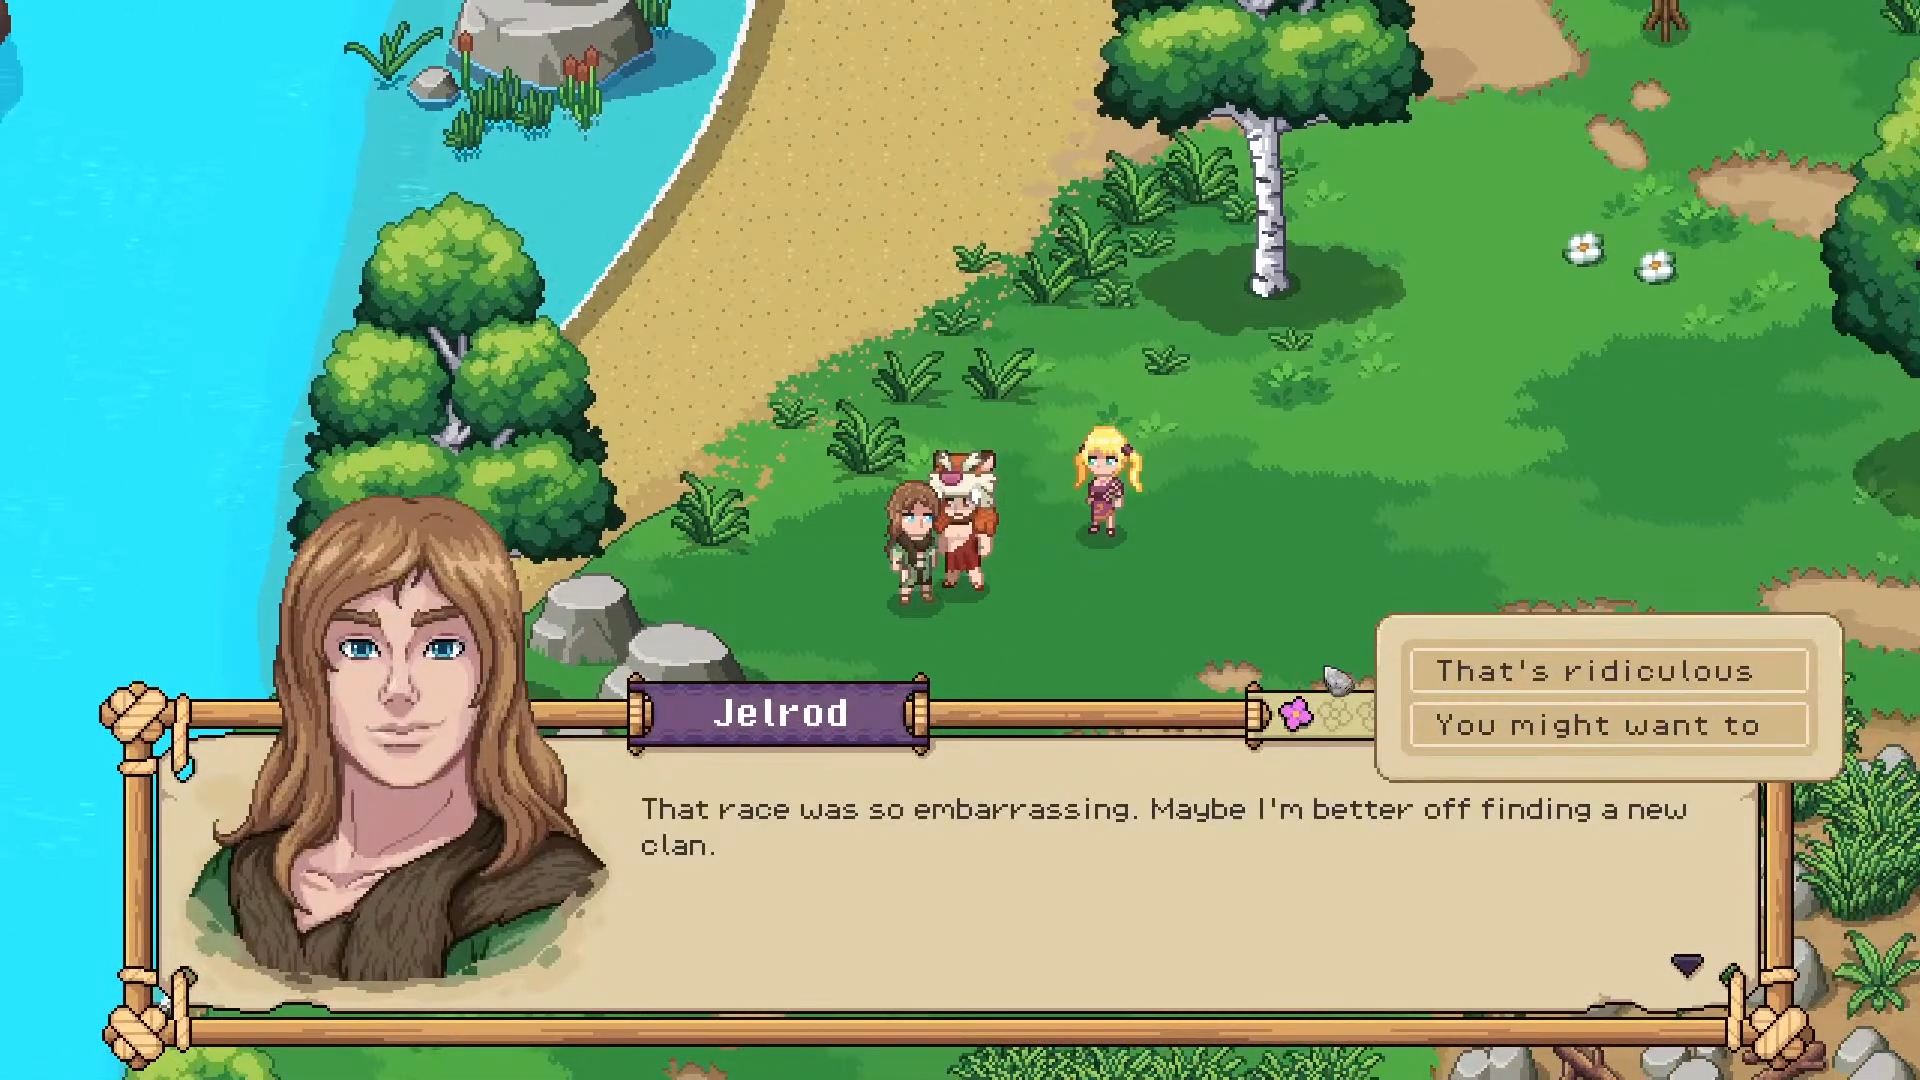 That's ridiculous
You might want to
Jelrod
That race was so embarrassing. Maybe I'm better off finding a new
clan.